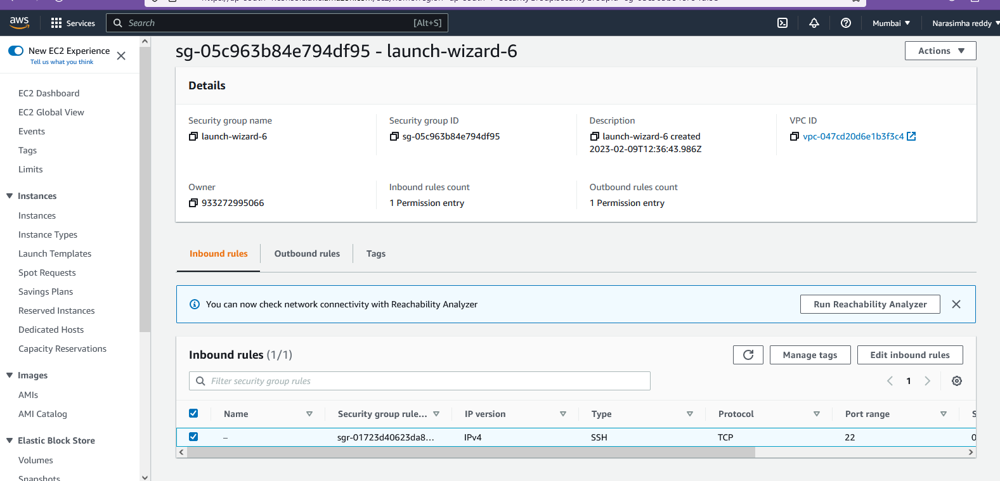 aws Services Search [Alt+S] Mumbai Narasimha reddy
New EC2 Experience
Tell us what you think
EC2 Dashboard
EC2 Global View
Events
Tags
Limits
Instances
Instances
Instance Types
Launch Templates
Spot Requests
Savings Plans
Reserved Instances
Dedicated Hosts
Capacity Reservations
Images
AMIs
AMI Catalog
Elastic Block Store
Volumes
Snapshots
sg-05c963b84e794df95 - launch-wizard-6
Actions
Details
Security group name
launch-wizard-6
Security group ID
sg-05c963b84e794df95
Description
launch-wizard-6 created
2023-02-09T12:36:43.986Z
VPC ID
vpc-047cd20d6e1b3f3c4
Owner
933272995066
Inbound rules count
1 Permission entry
Outbound rules count
1 Permission entry
Inbound rules Outbound rules Tags
You can now check network connectivity with Reachability Analyzer Run Reachability Analyzer
Inbound rules (1/1) Manage tags Edit inbound rules
Filter security group rules 1
Name Security group rule... IP version Type Protocol Port range
– sgr-01723d40623da8... IPv4 SSH TCP 22